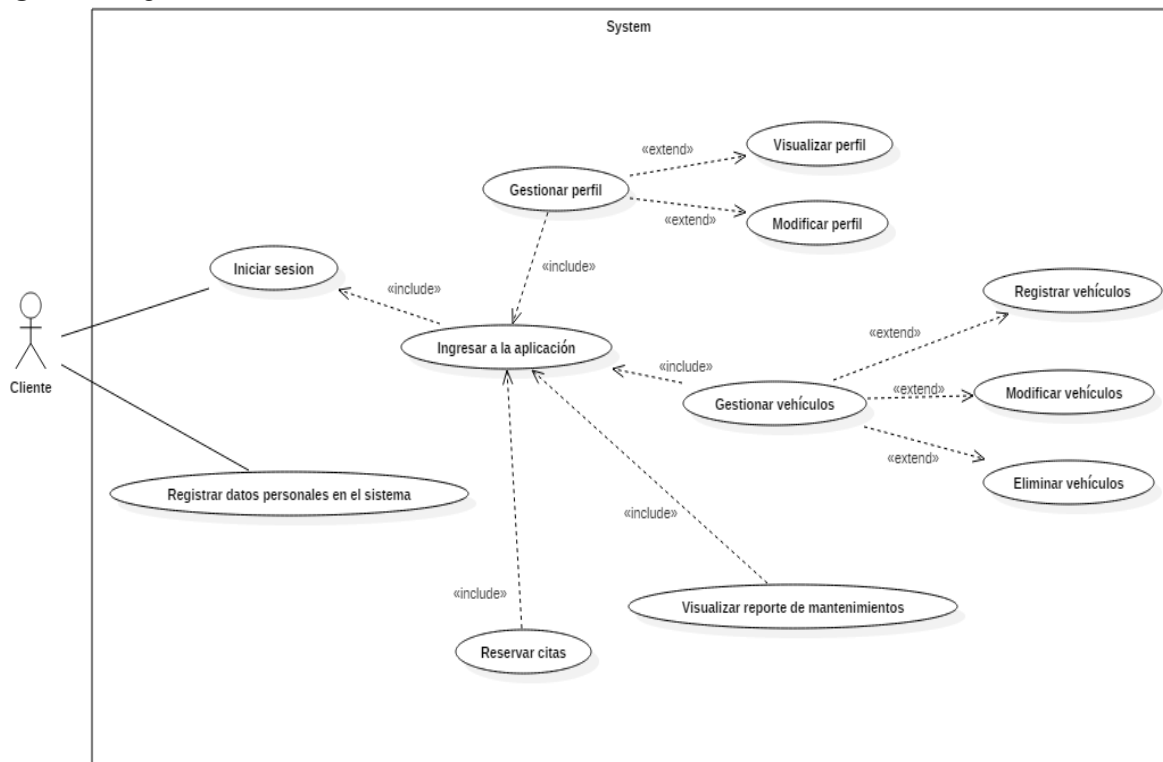 System
Visualizar perfil
«extend»
Gestionar perfil
«extend»
Modificar perfil
«include»
Iniciar sesion
«include»
Registrar vehículos
«extend»
Ingresar a la aplicación
«include»
Cliente
«extend»
Modificar vehículos
Gestionar vehículos
«extend»
Eliminar vehículos
Registrar datos personales en el sistema
«include»
«include»
Visualizar reporte de mantenimientos
Reservar citas